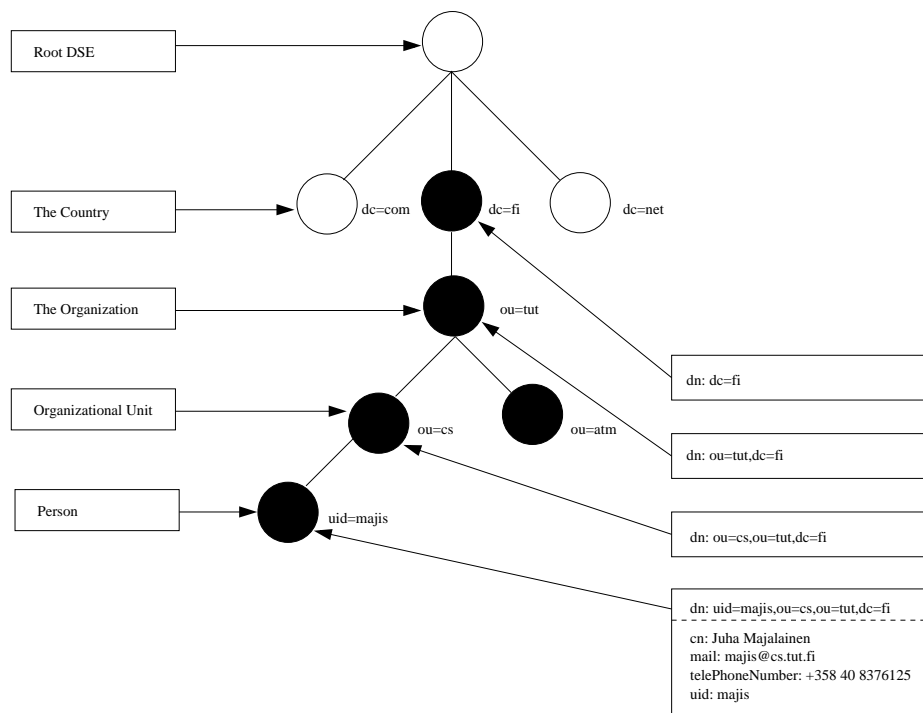 Root DSE
The Country
dc=com
dc=fi
dc=net
The Organization
ou=tut
dn: dc=fi
Organizational Unit
ou=cs
ou=atm
dn: ou=tut,dc=fi
Person
uid=majis
dn: ou=cs,ou=tut,dc=fi
dn: uid=majis,ou=cs,ou=tut,dc=fi
cn: Juha Majalainen
mail: majis@cs.tut.fi
telePhoneNumber: +358 40 8376125
uid: majis